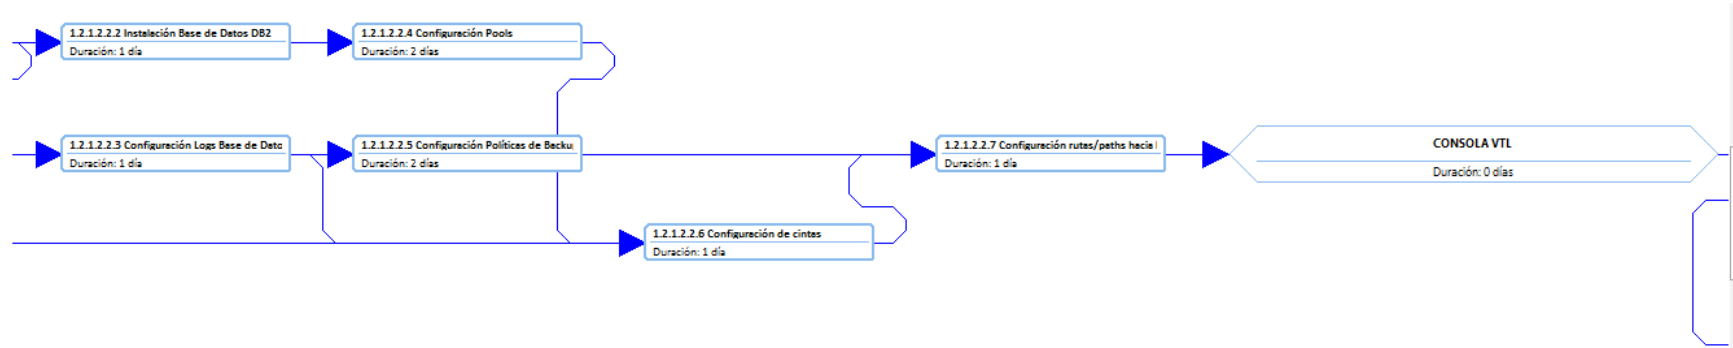 1.2.1.2.2.2 Instalación Base de Datos DB2
Duración: 1 día
1.2.1.2.2.4 Configuración Pools
Duración: 2 días
1.2.1.2.2.3 Configuración Logs Base de Datc
Duración: 1 día
1.2.1.2.2.5 Configuración Políticas de Backu
Duración: 2 días
1.2.1.2.2.7 Configuración rutas/paths hacia
Duración: 1 día
CONSOLA VTL
Duración: 0 días
1.2.1.2.2.6 Configuración de cintas
Duración: 1 día